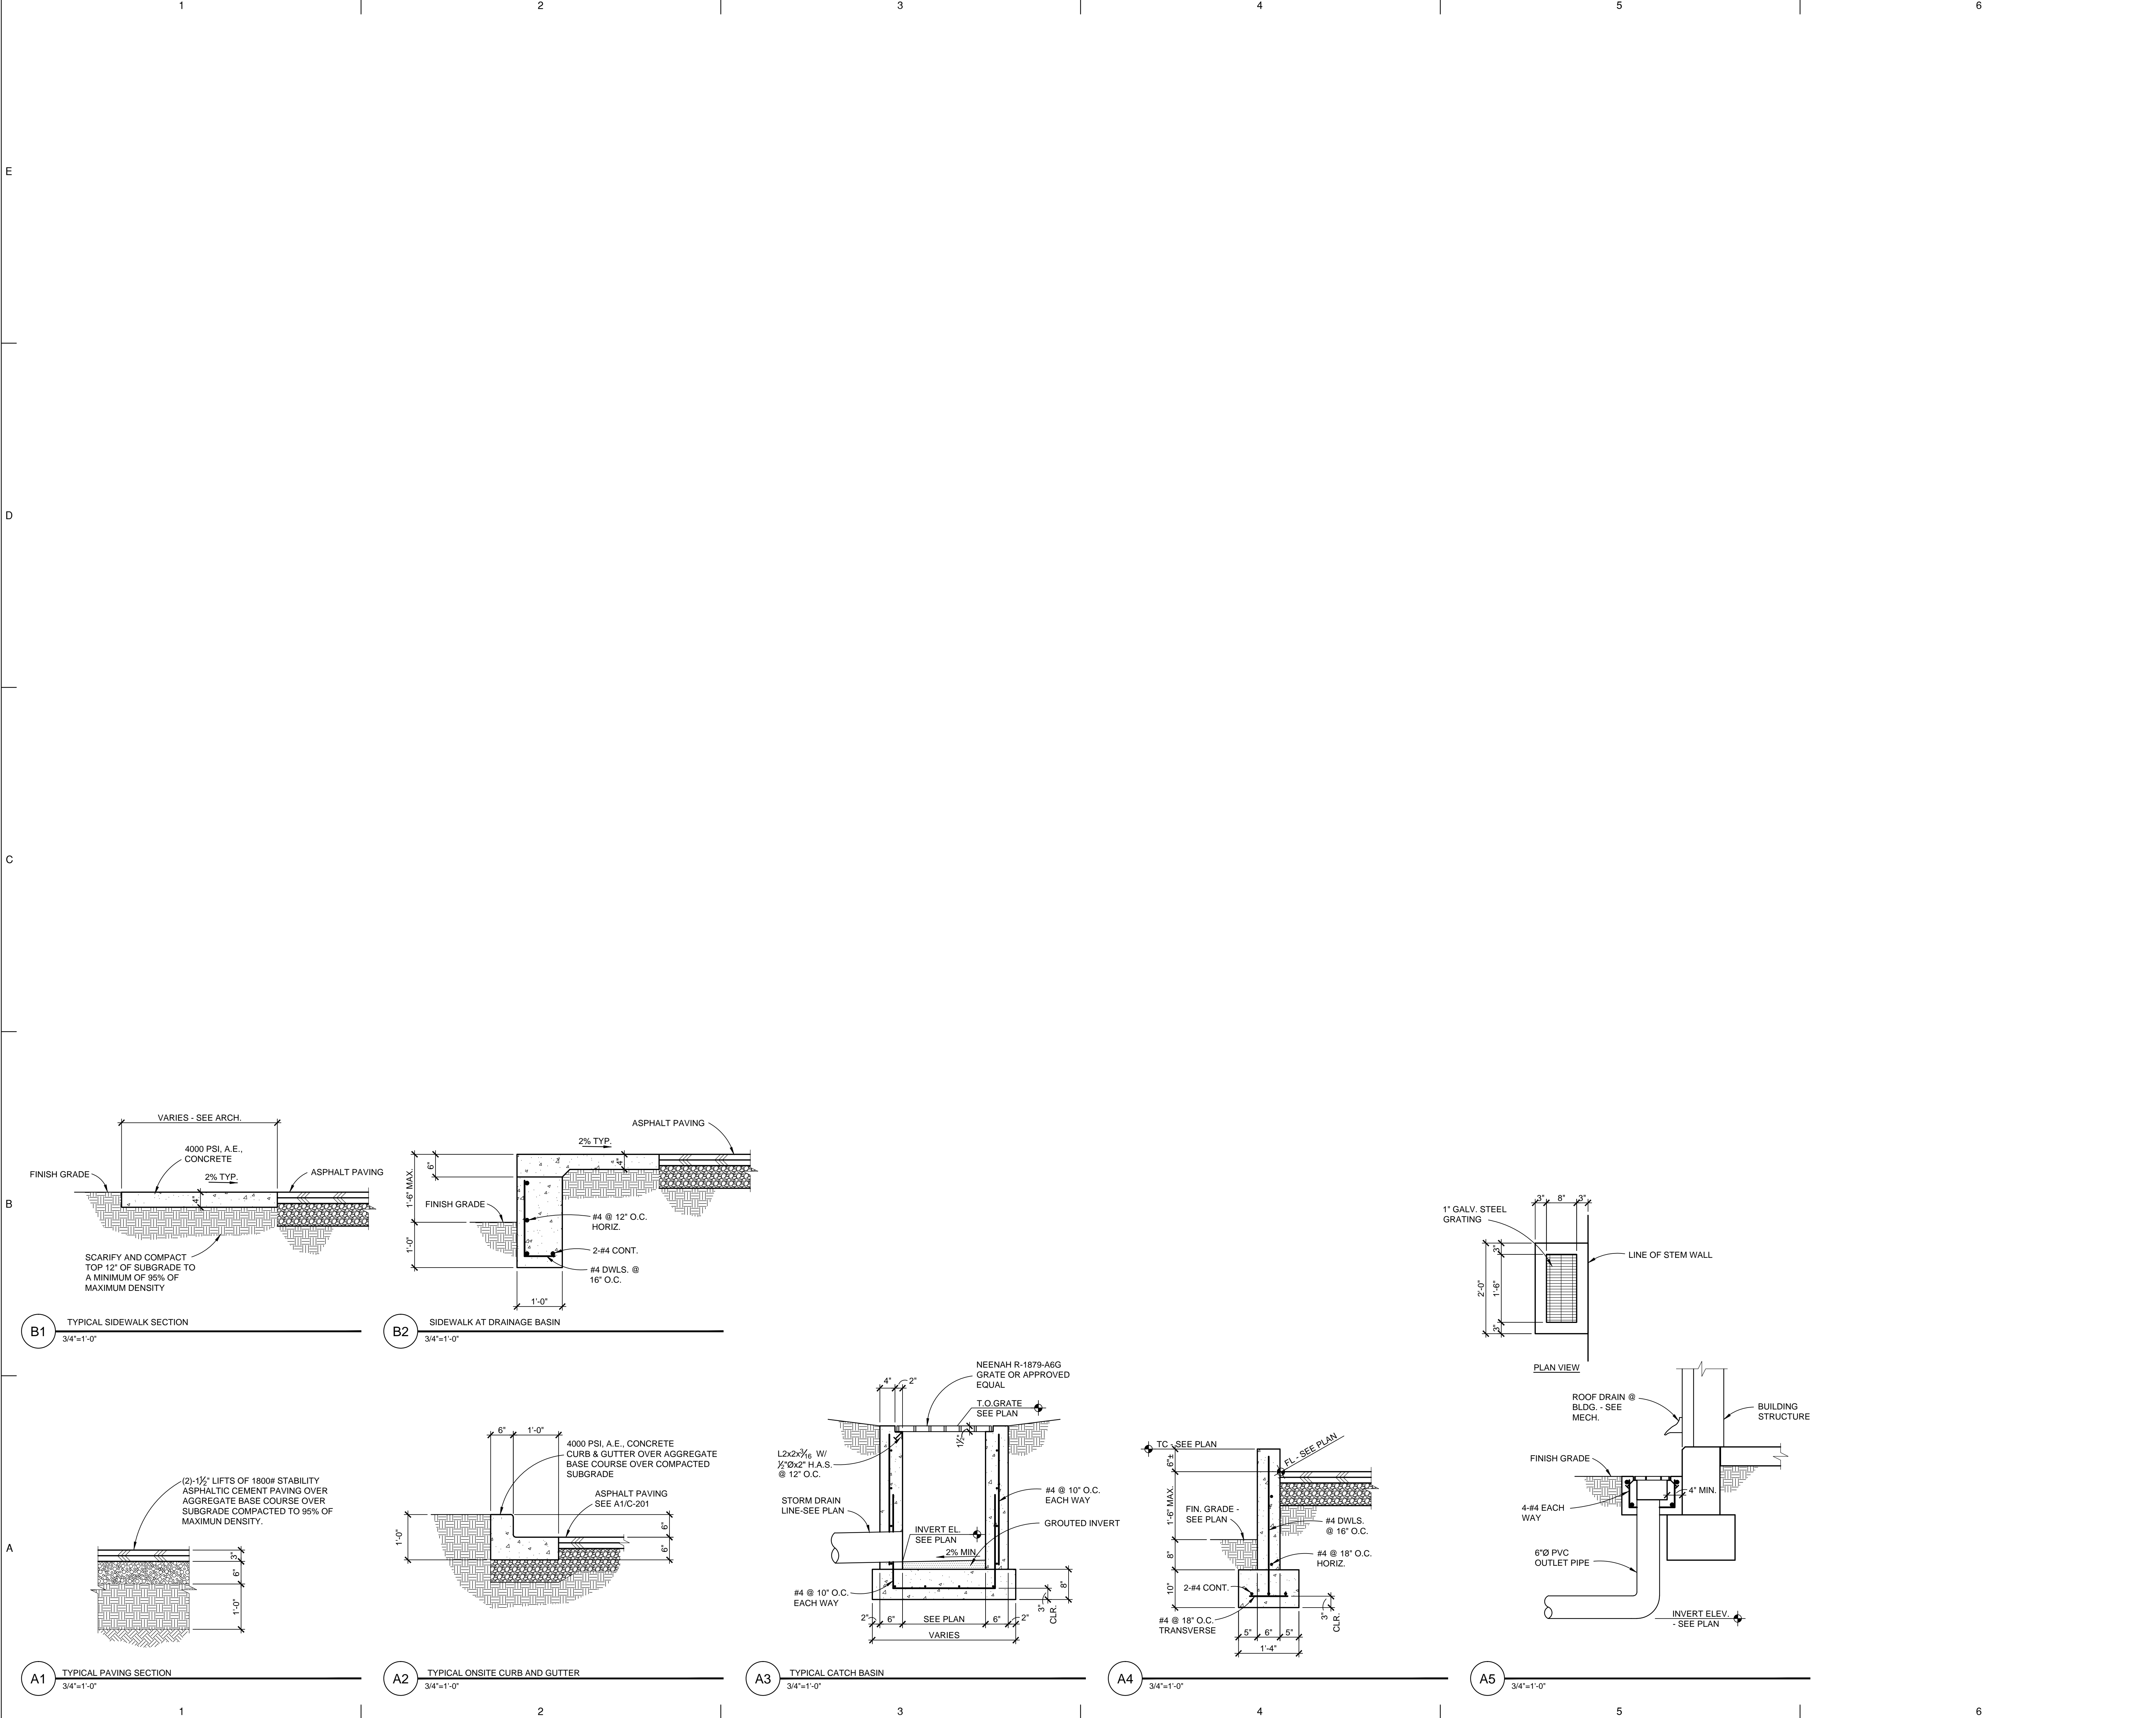 1
2
3
4
5
6
E
D
C
B
A
VARIES - SEE ARCH.
4000 PSI, A.E.,
CONCRETE
FINISH GRADE
2% TYP.
ASPHALT PAVING
4"
SCARIFY AND COMPACT
TOP 12" OF SUBGRADE TO
A MINIMUM OF 95% OF
MAXIMUM DENSITY
B1
TYPICAL SIDEWALK SECTION
3/4"=1'-0"
ASPHALT PAVING
2% TYP.
6"
4"
1'-6" MAX.
FINISH GRADE
1'-0"
#4 @ 12" O.C.
HORIZ.
2-#4 CONT.
#4 DWLS. @
16" O.C.
1'-0"
B2
SIDEWALK AT DRAINAGE BASIN
3/4"=1'-0"
(2)-1½" LIFTS OF 1800# STABILITY
ASPHALTIC CEMENT PAVING OVER
AGGREGATE BASE COURSE OVER
SUBGRADE COMPACTED TO 95% OF
MAXIMUN DENSITY.
3"
6"
1'-0"
A1
TYPICAL PAVING SECTION
3/4"=1'-0"
6"
1'-0"
4000 PSI, A.E., CONCRETE
CURB & GUTTER OVER AGGREGATE
BASE COURSE OVER COMPACTED
SUBGRADE
ASPHALT PAVING
SEE A1/C-201
1'-0"
6"
6"
A2
TYPICAL ONSITE CURB AND GUTTER
3/4"=1'-0"
NEENAH R-1879-A6G
GRATE OR APPROVED
EQUAL
4"
2"
T.O.GRATE
SEE PLAN
1½"
L2x2x3⁄16 W/
½"Øx2" H.A.S.
@ 12" O.C.
STORM DRAIN
LINE-SEE PLAN
#4 @ 10" O.C.
EACH WAY
GROUTED INVERT
INVERT EL.
SEE PLAN
2% MIN
#4 @ 10" O.C.
EACH WAY
8"
3"
CLR.
2"
6"
SEE PLAN
6"
2"
VARIES
A3
TYPICAL CATCH BASIN
3/4"=1'-0"
TC - SEE PLAN
FL - SEE PLAN
6"±
1'-6" MAX.
FIN. GRADE -
SEE PLAN
#4 DWLS.
@ 16" O.C.
8"
#4 @ 18" O.C.
HORIZ.
10"
2-#4 CONT.
#4 @ 18" O.C.
TRANSVERSE
3"
CLR.
5"
6"
5"
1'-4"
A4
3/4"=1'-0"
3"
8"
3"
1" GALV. STEEL
GRATING
3"
LINE OF STEM WALL
2'-0"
1'-6"
3"
PLAN VIEW
ROOF DRAIN @
BLDG. - SEE
MECH.
BUILDING
STRUCTURE
FINISH GRADE
4" MIN.
4-#4 EACH
WAY
6"Ø PVC
OUTLET PIPE
INVERT ELEV.
- SEE PLAN
A5
3/4"=1'-0"
E
D
C
B
A
1
2
3
4
5
6